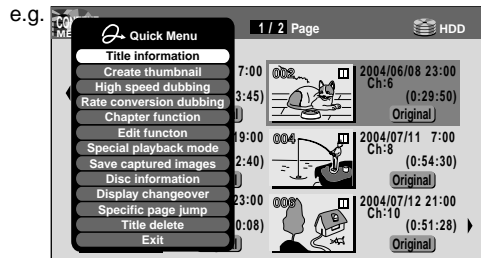 e.g.
1 / 2 Page
HDD
Quick Menu
Title information
Create thumbnail
High speed dubbing
Rate conversion dubbing
Chapter function
Edit functon
Special playback mode
Save captured images
Disc information
Display changeover
Specific page jump
Title delete
Exit
7:00
3:45)
002
2004/06/08 23:00
Ch:6
(0:29:50)
Original
19:00
2:40)
004
2004/07/11 7:00
Ch:8
(0:54:30)
Original
23:00
0:08)
006
2004/07/12 21:00
Ch:10
(0:51:28)
Original